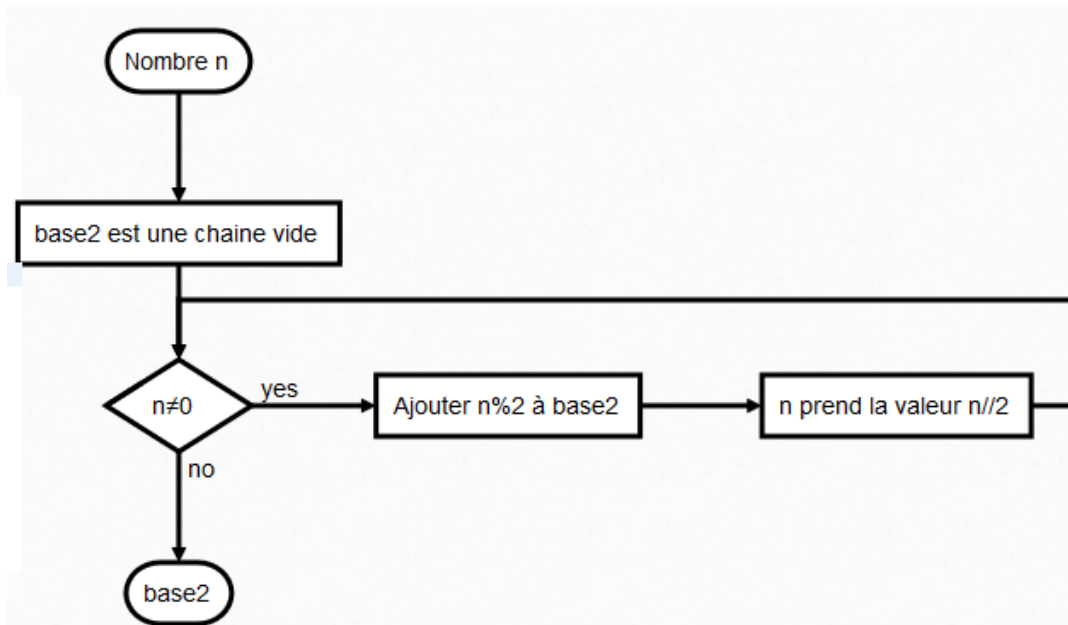 Nombre n
base2 est une chaine vide
n≠0
yes
Ajouter n%2 à base2
n prend la valeur n//2
no
base2